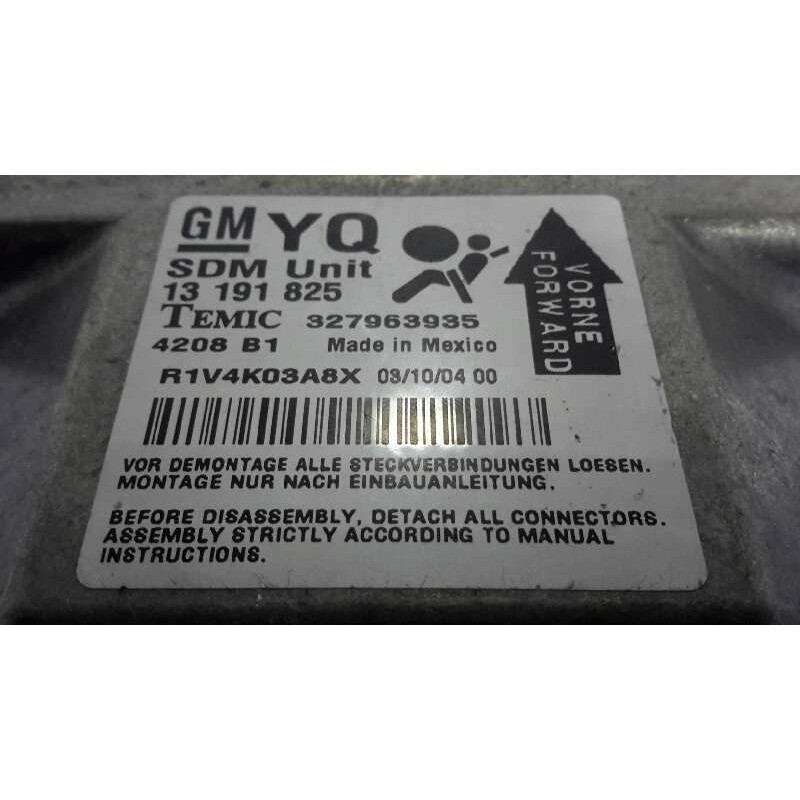 GM YQ
SDM Unit
13 191 825
TEMIC 327963935
4208 B1 Made in Mexico
R1V4K03A8X 03/10/04 00
VORNE
FORWARD
VOR DEMONTAGE ALLE STECKVERBINDUNGEN LOESEN.
MONTAGE NUR NACH EINBAUANLEITUNG.
BEFORE DISASSEMBLY, DETACH ALL CONNECTORS.
ASSEMBLY STRICTLY ACCORDING TO MANUAL
INSTRUCTIONS.